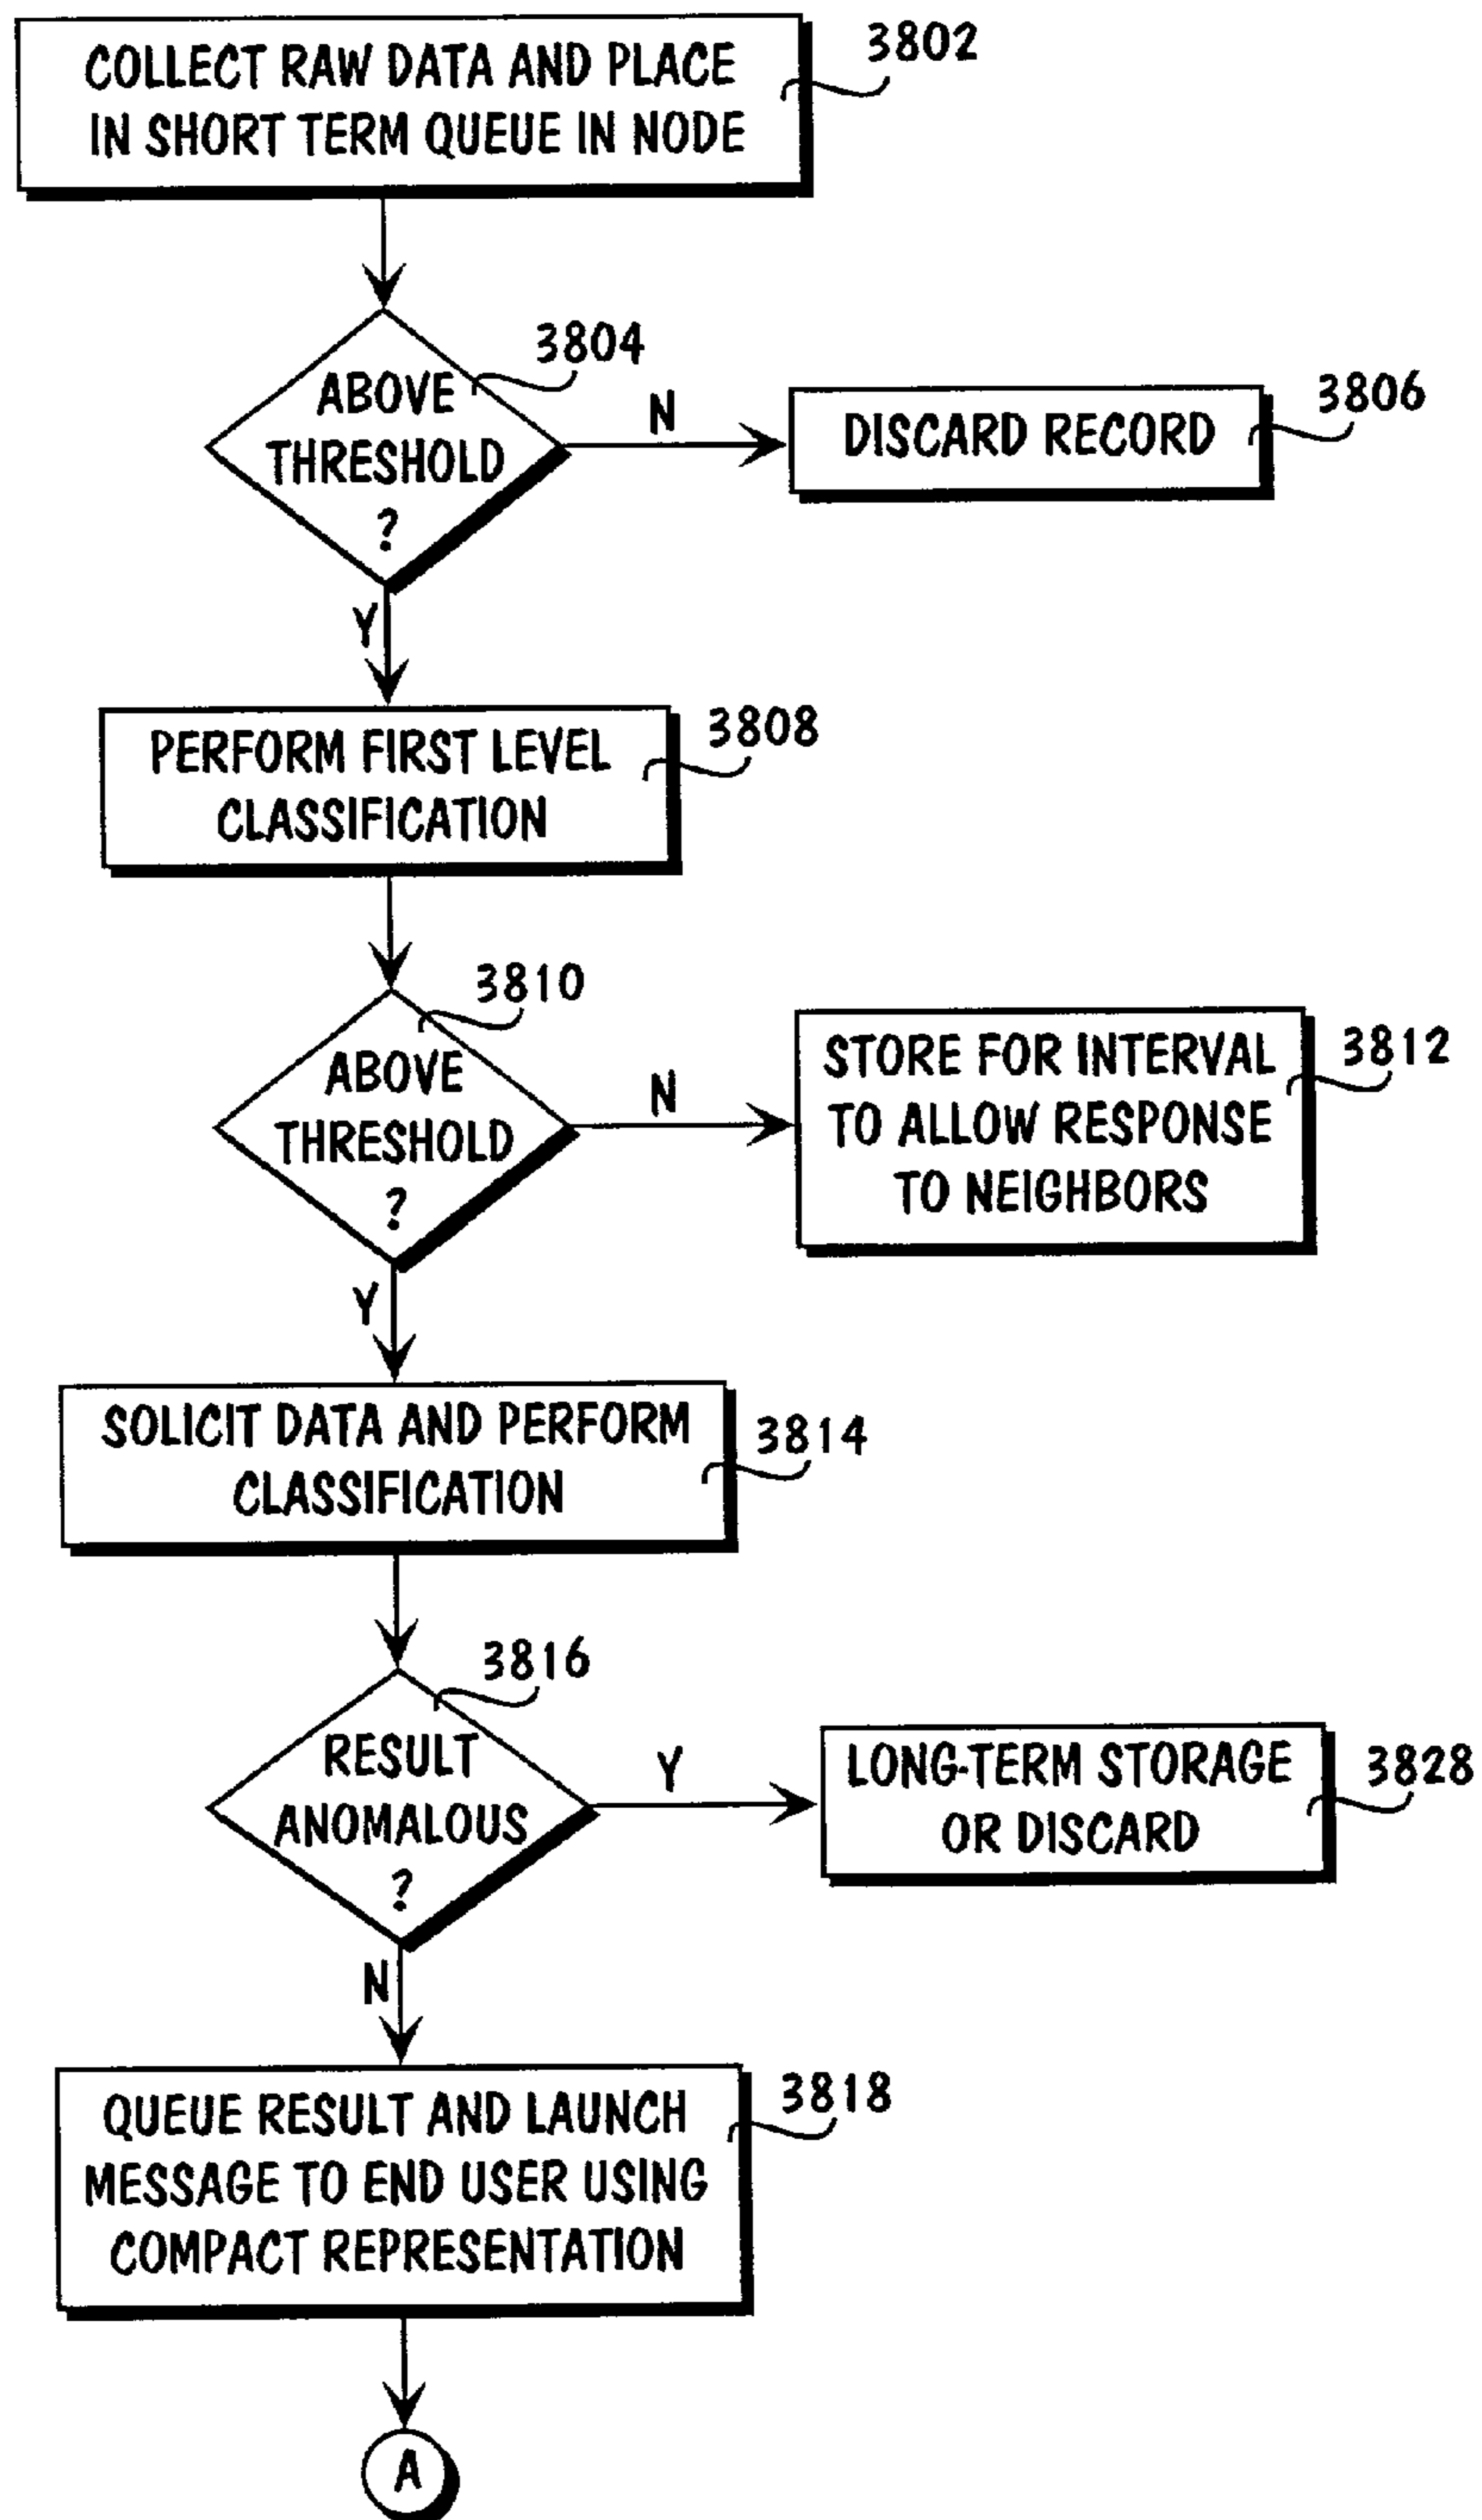 COLLECT RAW DATA AND PLACE
IN SHORT TERM QUEUE IN NODE
3802
ABOVE
THRESHOLD
?
3804
N
DISCARD RECORD
3806
Y
PERFORM FIRST LEVEL
CLASSIFICATION
3808
ABOVE
THRESHOLD
?
3810
N
STORE FOR INTERVAL
TO ALLOW RESPONSE
TO NEIGHBORS
3812
Y
SOLICIT DATA AND PERFORM
CLASSIFICATION
3814
RESULT
ANOMALOUS
?
3816
Y
LONG-TERM STORAGE
OR DISCARD
3828
N
QUEUE RESULT AND LAUNCH
MESSAGE TO END USER USING
COMPACT REPRESENTATION
3818
A